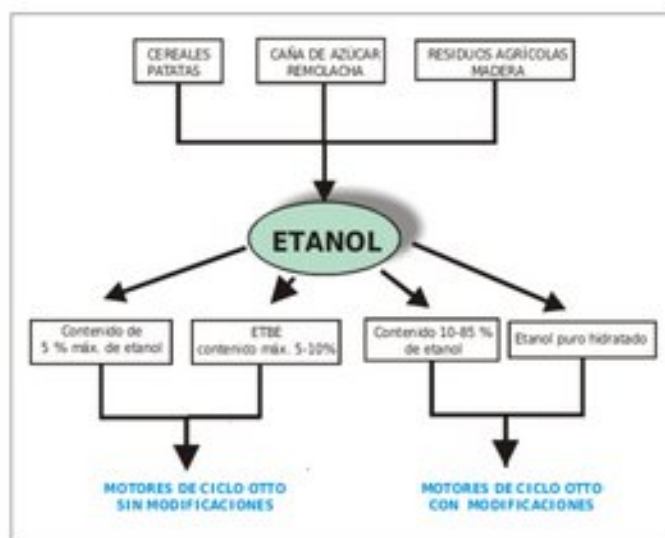 CEREALES
PATATAS
CAÑA DE AZÚCAR
REMOLACHA
RESIDUOS AGRÍCOLAS
MADERA
ETANOL
Contenido de
5 % máx. de etanol
ETBE
contenido máx. 5-10%
Contenido 10-85 %
de etanol
Etanol puro hidratado
MOTORES DE CICLO OTTO
SIN MODIFICACIONES
MOTORES DE CICLO OTTO
CON MODIFICACIONES